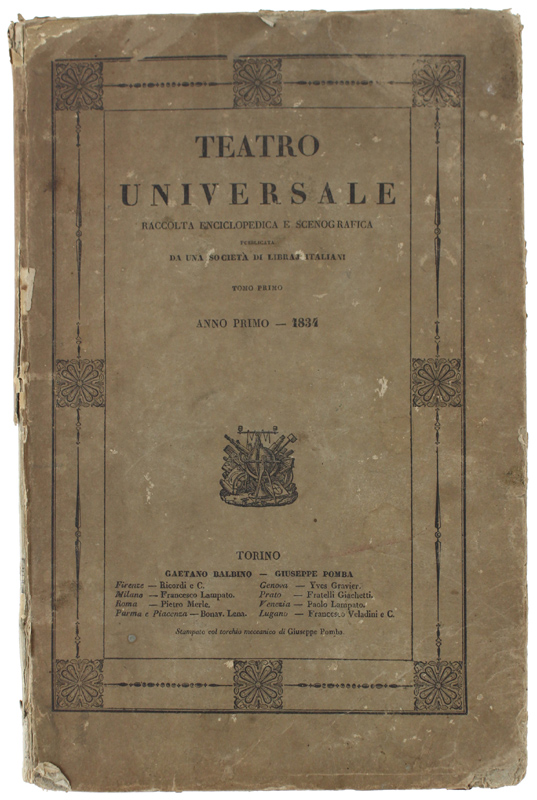 TEATRO
UNIVERSALE
RACCOLTA ENCICLOPEDICA E SCENOGRAFICA
PUBBLICATA
DA UNA SOCIETÀ DI LIBRAJ ITALIANI
TOMO PRIMO
ANNO PRIMO — 1834
TORINO
GAETANO BALBINO — GIUSEPPE POMBA
Firenze — Ricordi e C. Genova — Yves Gravier.
Milano — Francesco Lampato. Prato — Fratelli Giachetti.
Roma — Pietro Merle. Venezia — Paolo Lampato.
Parma e Piacenza — Bonav. Lana. Lugano — Francesco Veladini e C.
Stampato col torchio meccanico di Giuseppe Pomba.